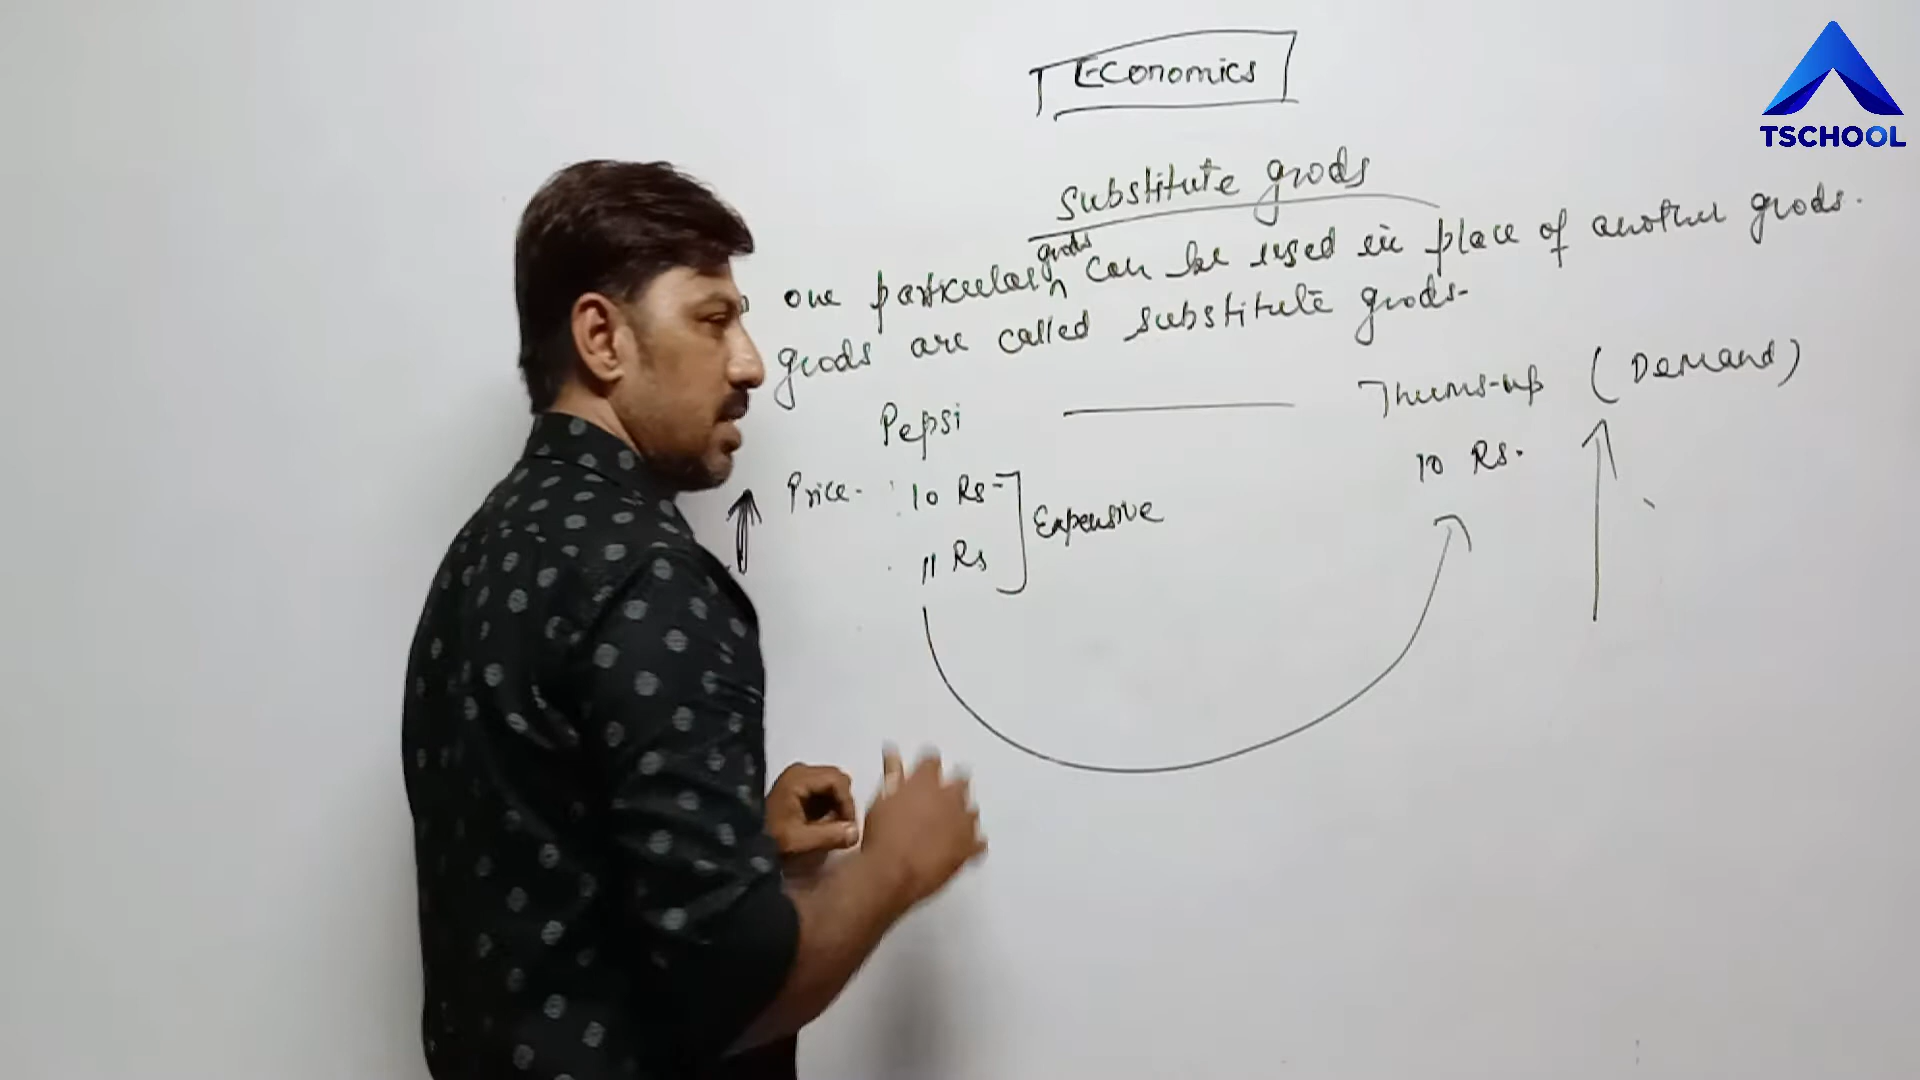 Economics
TSCHOOL
Substitute goods
one particular goods can be used in place of another goods.
goods are called substitute goods-
Pepsi Thums-up (Demand)
Price- 10 Rs- Expensive 10 Rs.
11 Rs